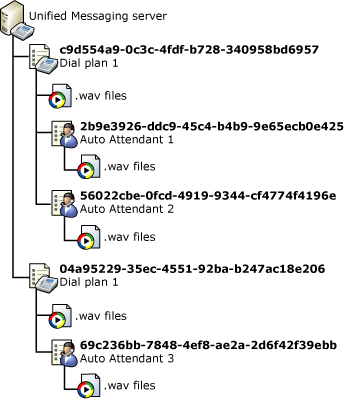 Unified Messaging server
c9d554a9-0c3c-4fdf-b728-340958bd6957
Dial plan 1
.wav files
2b9e3926-ddc9-45c4-b4b9-9e65ecb0e425
Auto Attendant 1
.wav files
56022cbe-0fcd-4919-9344-cf4774f4196e
Auto Attendant 2
.wav files
04a95229-35ec-4551-92ba-b247ac18e206
Dial plan 1
.wav files
69c236bb-7848-4ef8-ae2a-2d6f42f39ebb
Auto Attendant 3
.wav files